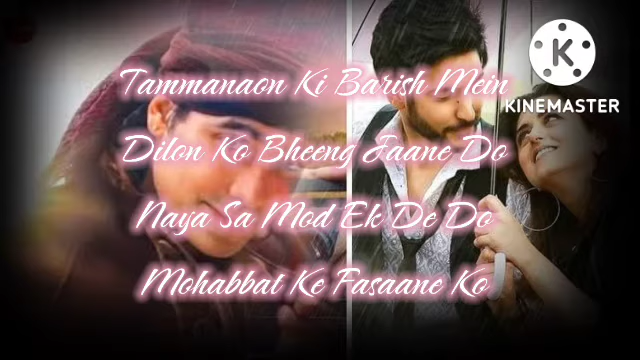 Tammanaon Ki Barish Mein
Dilon Ko Bheeng Jaane Do
Naya Sa Mod Ek De Do
Mohabbat Ke Fasaane Ko
K
KINEMASTER